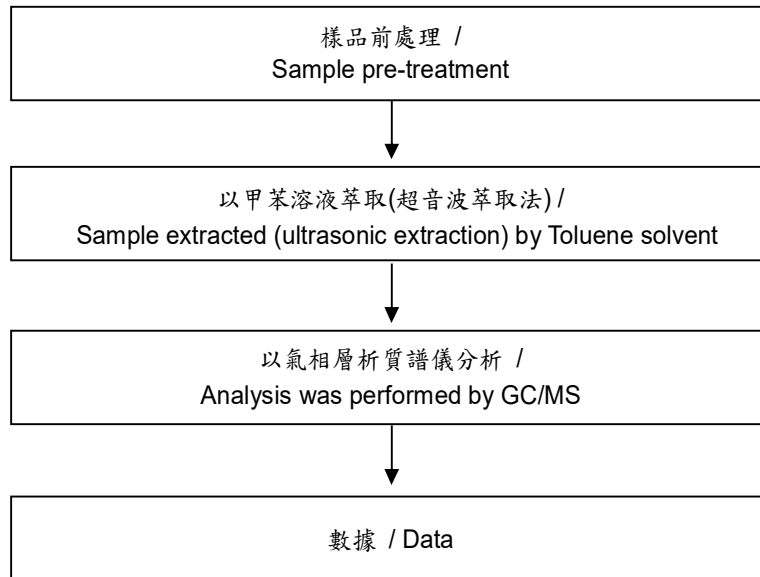 樣品前處理 /
Sample pre-treatment
以甲苯溶液萃取(超音波萃取法) /
Sample extracted (ultrasonic extraction) by Toluene solvent
以氣相層析質譜儀分析 /
Analysis was performed by GC/MS
數據 / Data